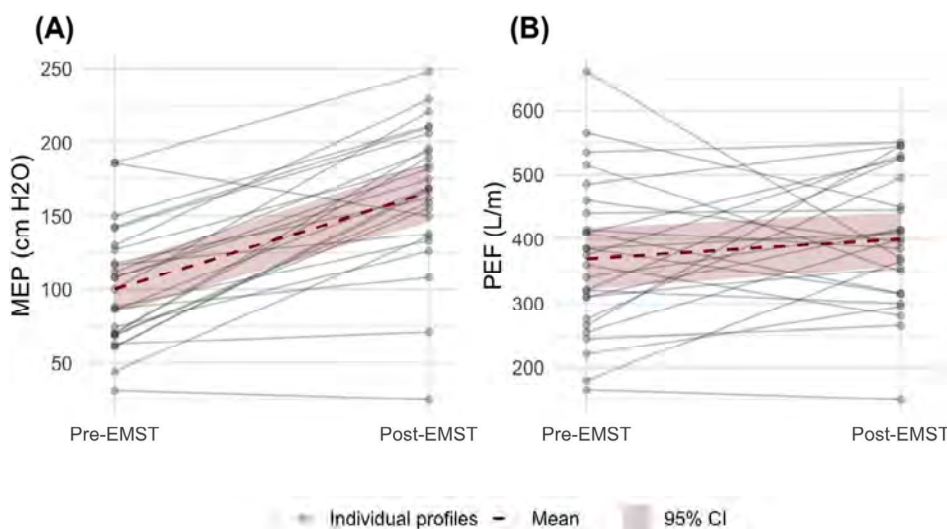 (A)
MEP (cm H2O)
250
200
150
100
50
Pre-EMST Post-EMST
(B)
PEF (L/m)
600
500
400
300
200
Pre-EMST Post-EMST
Individual profiles Mean 95% CI